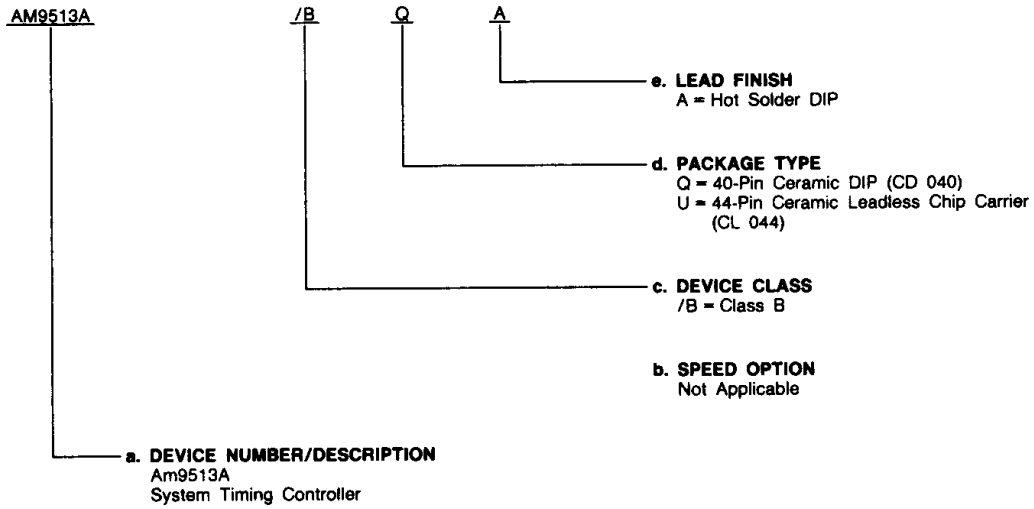 AM9513A /B Q A
e. LEAD FINISH
A = Hot Solder DIP
d. PACKAGE TYPE
Q = 40-Pin Ceramic DIP (CD 040)
U = 44-Pin Ceramic Leadless Chip Carrier
(CL 044)
c. DEVICE CLASS
/B = Class B
b. SPEED OPTION
Not Applicable
a. DEVICE NUMBER/DESCRIPTION
Am9513A
System Timing Controller